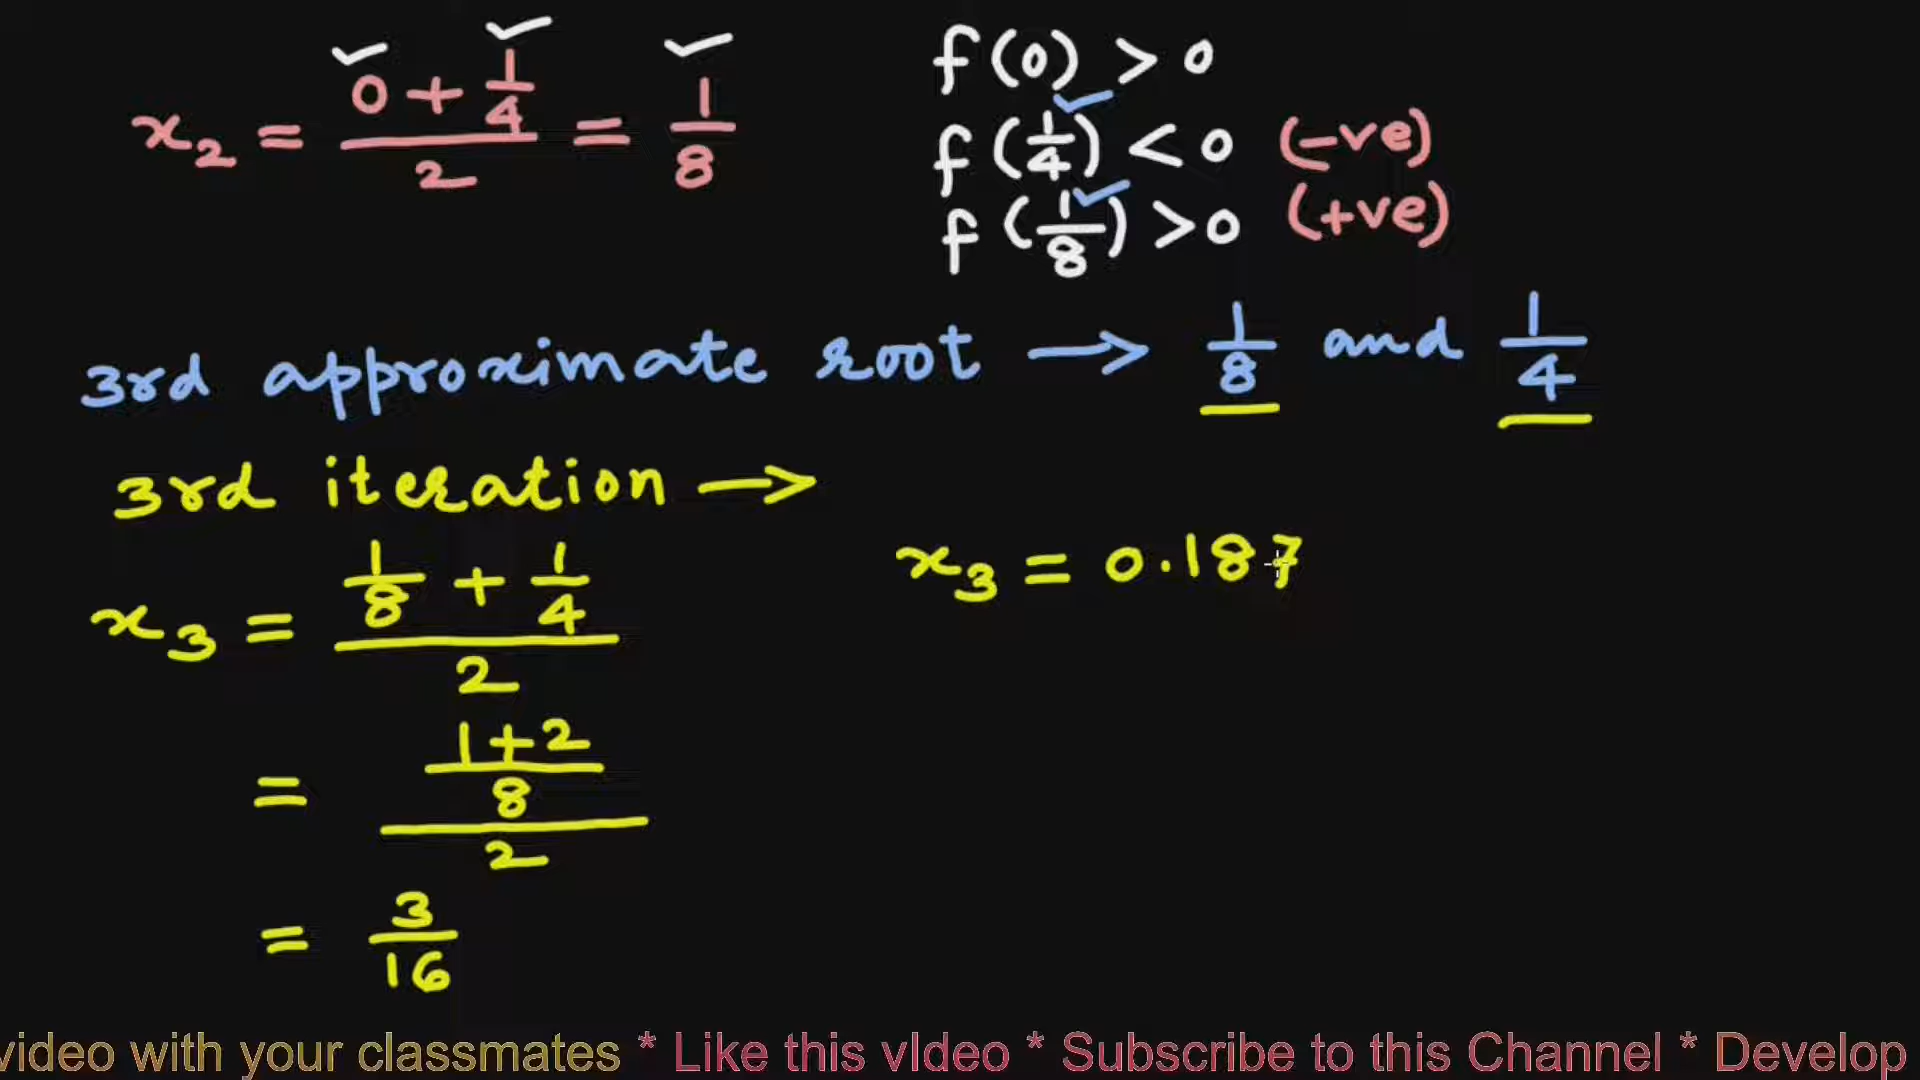 x₂ = (0 + 1/4)/2 = 1/8
f(0) > 0
f(1/4) < 0 (-ve)
f(1/8) > 0 (+ve)
3rd approximate root → 1/8 and 1/4
3rd iteration →
x₃ = (1/8 + 1/4)/2
= ((1+2)/8)/2
= 3/16
x₃ = 0.187
video with your classmates * Like this vIdeo * Subscribe to this Channel * Develop